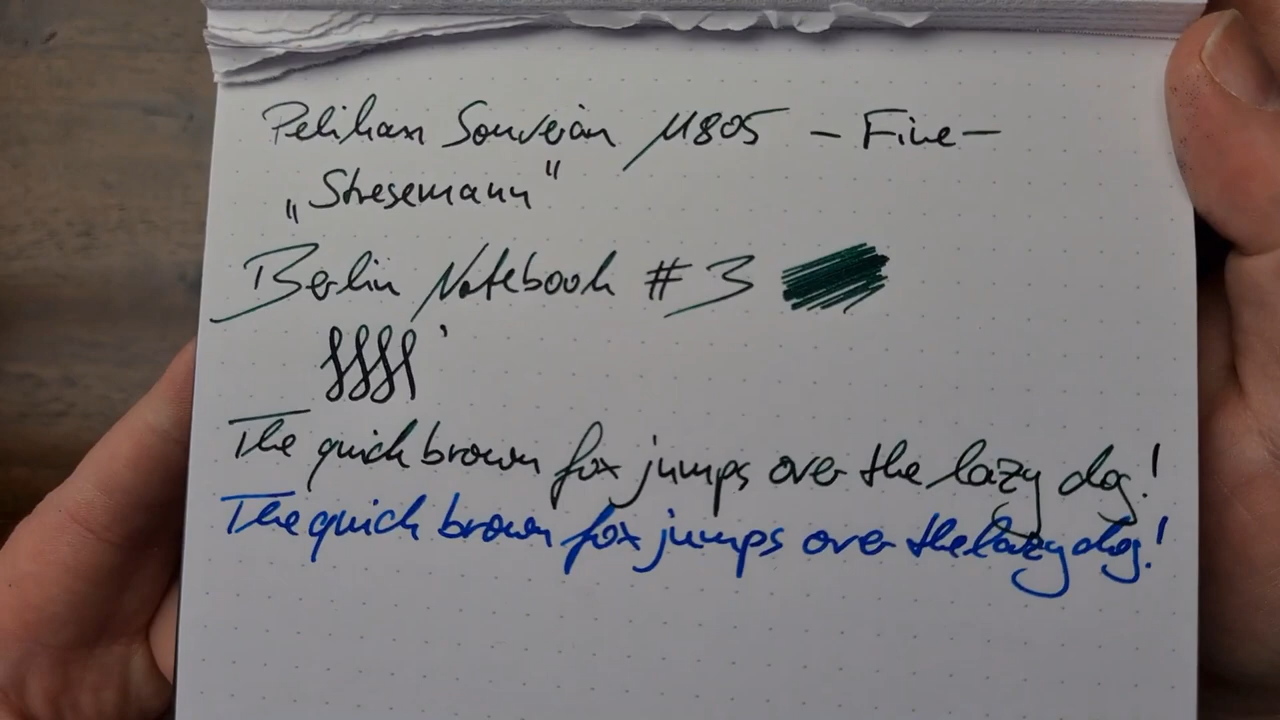 Pelikan Souverän M805 – Fine –
„Stresemann"
Berlin Notebook #3
The quick brown fox jumps over the lazy dog!
The quick brown fox jumps over the lazy dog!